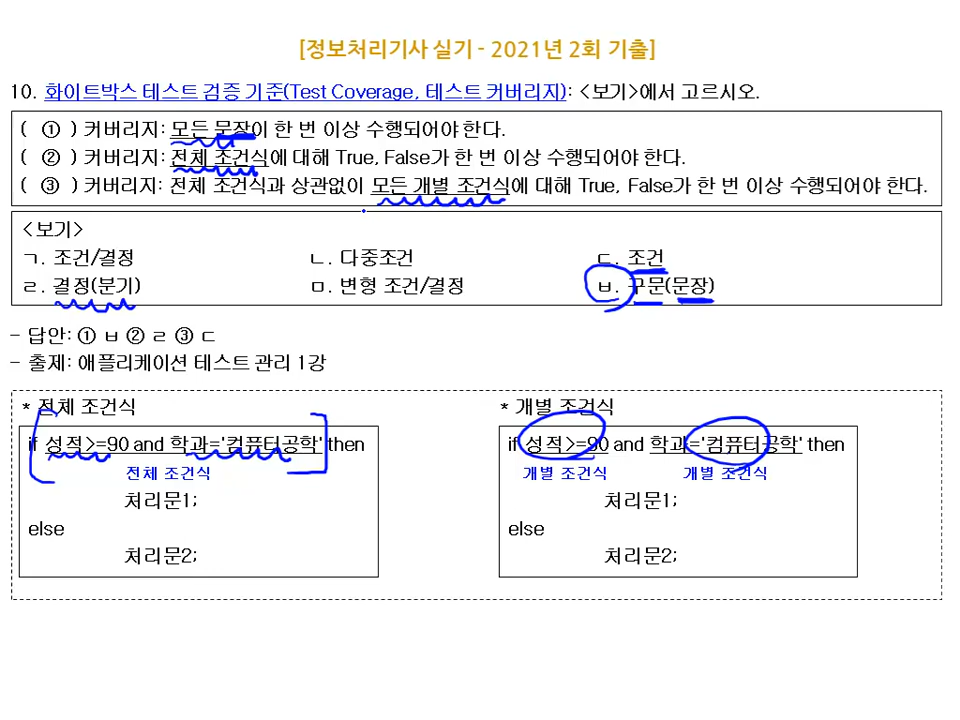 [정보처리기사 실기 - 2021년 2회 기출]
10. 화이트박스 테스트 검증 기준(Test Coverage, 테스트 커버리지): <보기>에서 고르시오.
( ① ) 커버리지: 모든 문장이 한 번 이상 수행되어야 한다.
( ② ) 커버리지: 전체 조건식에 대해 True, False가 한 번 이상 수행되어야 한다.
( ③ ) 커버리지: 전체 조건식과 상관없이 모든 개별 조건식에 대해 True, False가 한 번 이상 수행되어야 한다.
<보기>
ㄱ. 조건/결정 ㄴ. 다중조건 ㄷ. 조건
ㄹ. 결정(분기) ㅁ. 변형 조건/결정 ㅂ. 구문(문장)
- 답안: ① ㅂ ② ㄹ ③ ㄷ
- 출제: 애플리케이션 테스트 관리 1강
* 전체 조건식
if 성적>=90 and 학과='컴퓨터공학' then
전체 조건식
처리문1;
else
처리문2;
* 개별 조건식
if 성적>=90 and 학과='컴퓨터공학' then
개별 조건식 개별 조건식
처리문1;
else
처리문2;